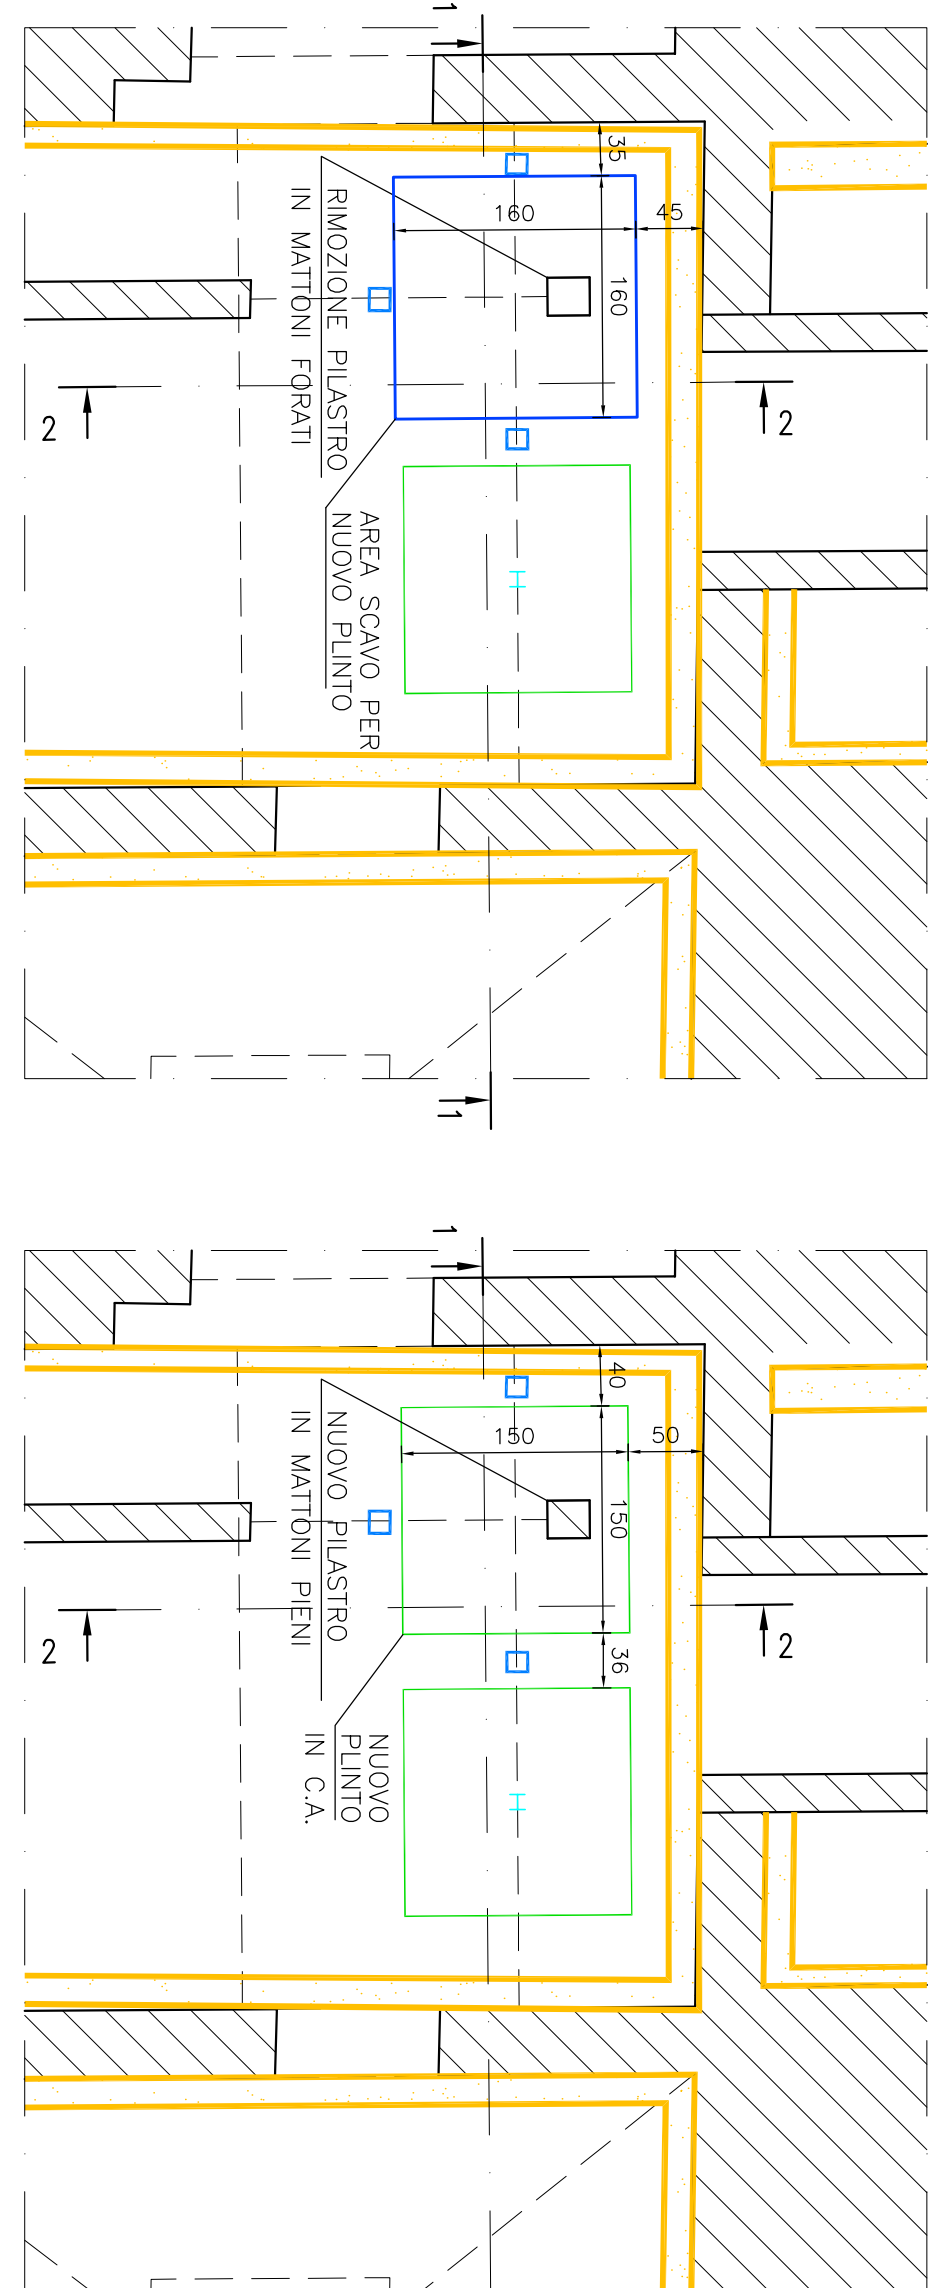 1
35
160
45
160
RIMOZIONE PILASTRO
IN MATTONI FORATI
2
2
AREA SCAVO PER
NUOVO PLINTO
H
1
1
40
150
50
150
NUOVO PILASTRO
IN MATTONI PIENI
2
2
36
NUOVO
PLINTO
IN C.A.
H